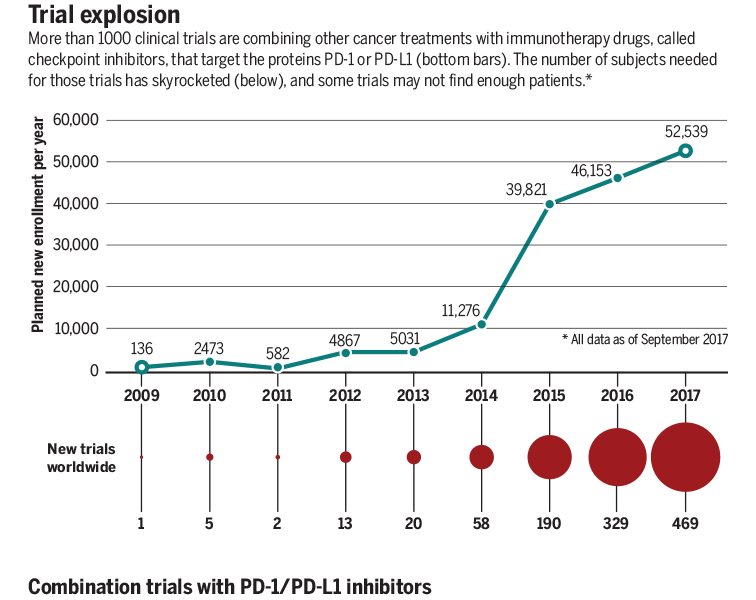 Trial explosion
More than 1000 clinical trials are combining other cancer treatments with immunotherapy drugs, called
checkpoint inhibitors, that target the proteins PD-1 or PD-L1 (bottom bars). The number of subjects needed
for those trials has skyrocketed (below), and some trials may not find enough patients.*
Planned new enrollment per year
60,000
50,000
40,000
30,000
20,000
10,000
0
136
2473
582
4867
5031
11,276
39,821
46,153
52,539
* All data as of September 2017
2009 2010 2011 2012 2013 2014 2015 2016 2017
New trials
worldwide
1 5 2 13 20 58 190 329 469
Combination trials with PD-1/PD-L1 inhibitors